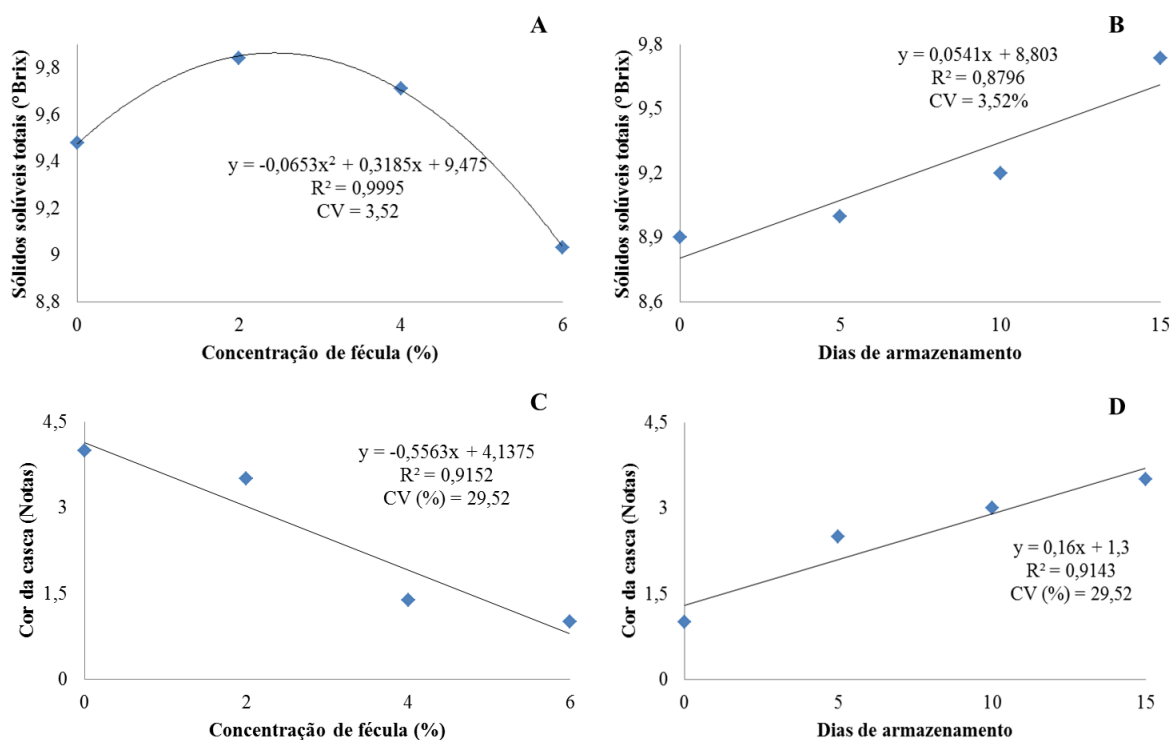 A
Sólidos solúveis totais (°Brix)
9,8
9,6
9,4
9,2
9
8,8
y = -0,0653x² + 0,3185x + 9,475
R² = 0,9995
CV = 3,52
0 2 4 6
Concentração de fécula (%)
B
Sólidos solúveis totais (°Brix)
9,8
9,5
9,2
8,9
8,6
y = 0,0541x + 8,803
R² = 0,8796
CV = 3,52%
0 5 10 15
Dias de armazenamento
C
Cor da casca (Notas)
4,5
3
1,5
0
y = -0,5563x + 4,1375
R² = 0,9152
CV (%) = 29,52
0 2 4 6
Concentração de fécula (%)
D
Cor da casca (Notas)
4,5
3
1,5
0
y = 0,16x + 1,3
R² = 0,9143
CV (%) = 29,52
0 5 10 15
Dias de armazenamento